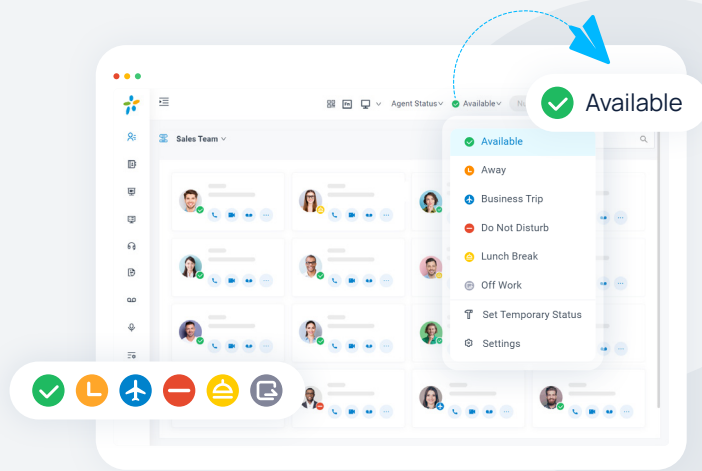 Available
Fn
Agent Status
Available
Sales Team
Available
Away
Business Trip
Do Not Disturb
Lunch Break
Off Work
Set Temporary Status
Settings